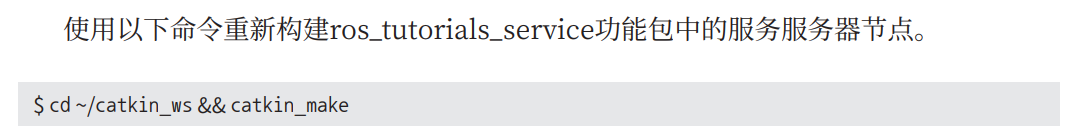 使用以下命令重新构建ros_tutorials_service功能包中的服务服务器节点。
$ cd ~/catkin_ws && catkin_make